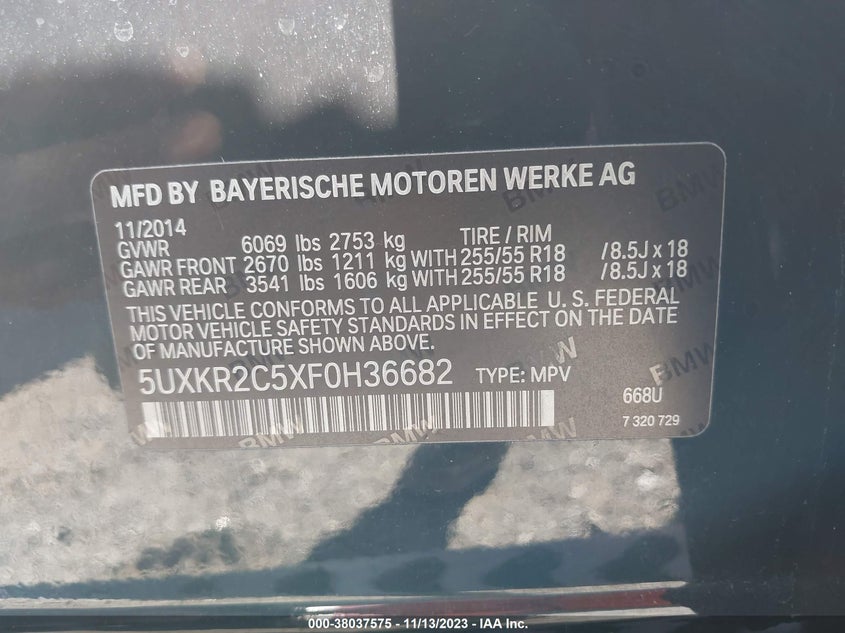 MFD BY BAYERISCHE MOTOREN WERKE AG
11/2014
GVWR 6069 lbs 2753 kg TIRE / RIM
GAWR FRONT 2670 lbs 1211 kg WITH 255/55 R18 /8.5J x 18
GAWR REAR 3541 lbs 1606 kg WITH 255/55 R18 /8.5J x 18
THIS VEHICLE CONFORMS TO ALL APPLICABLE U. S. FEDERAL
MOTOR VEHICLE SAFETY STANDARDS IN EFFECT ON THE DATE
OF MANUFACTURE SHOWN ABOVE.
5UXKR2C5XF0H36682 TYPE: MPV
668U
7 320 729
BMW
BMW
BMW
000-38037575 - 11/13/2023 - IAA Inc.